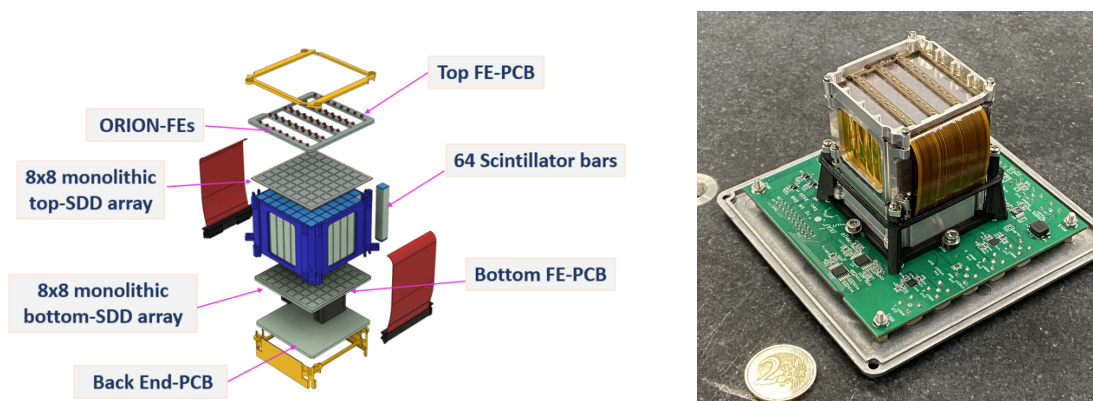 Top FE-PCB
ORION-FEs
64 Scintillator bars
8x8 monolithic
top-SDD array
Bottom FE-PCB
8x8 monolithic
bottom-SDD array
Back End-PCB
2